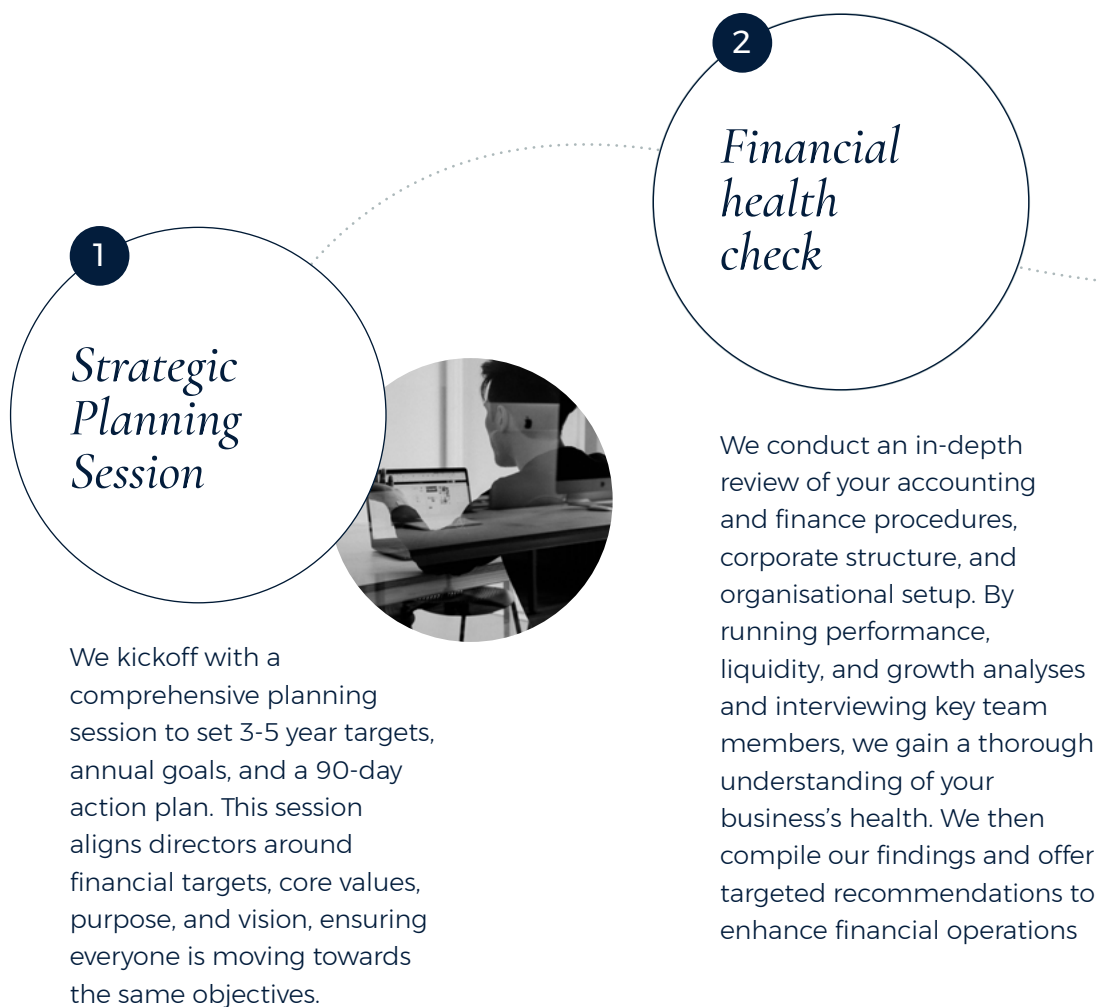 1
Strategic
Planning
Session
We kickoff with a
comprehensive planning
session to set 3-5 year targets,
annual goals, and a 90-day
action plan. This session
aligns directors around
financial targets, core values,
purpose, and vision, ensuring
everyone is moving towards
the same objectives.
2
Financial
health
check
We conduct an in-depth
review of your accounting
and finance procedures,
corporate structure, and
organisational setup. By
running performance,
liquidity, and growth analyses
and interviewing key team
members, we gain a thorough
understanding of your
business’s health. We then
compile our findings and offer
targeted recommendations to
enhance financial operations